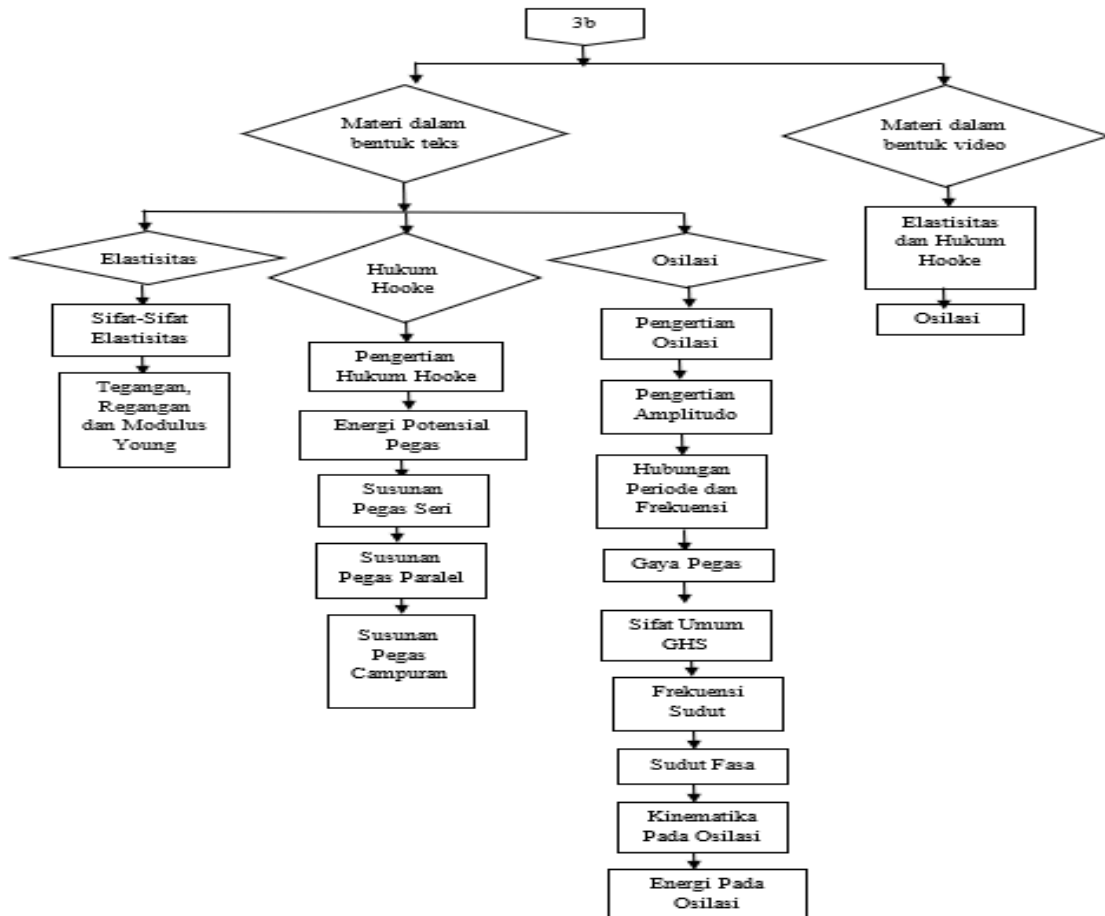 3b
Materi dalam
bentuk teks
Materi dalam
bentuk video
Elastisitas
Sifat-Sifat
Elastisitas
Tegangan,
Regangan
dan Modulus
Young
Hukum
Hooke
Pengertian
Hukum Hooke
Energi Potensial
Pegas
Susunan
Pegas Seri
Susunan
Pegas Paralel
Susunan
Pegas
Campuran
Osilasi
Pengertian
Osilasi
Pengertian
Amplitudo
Hubungan
Periode dan
Frekuensi
Gaya Pegas
Sifat Umum
GHS
Frekuensi
Sudut
Sudut Fasa
Kinematika
Pada Osilasi
Energi Pada
Osilasi
Elastisitas
dan Hukum
Hooke
Osilasi